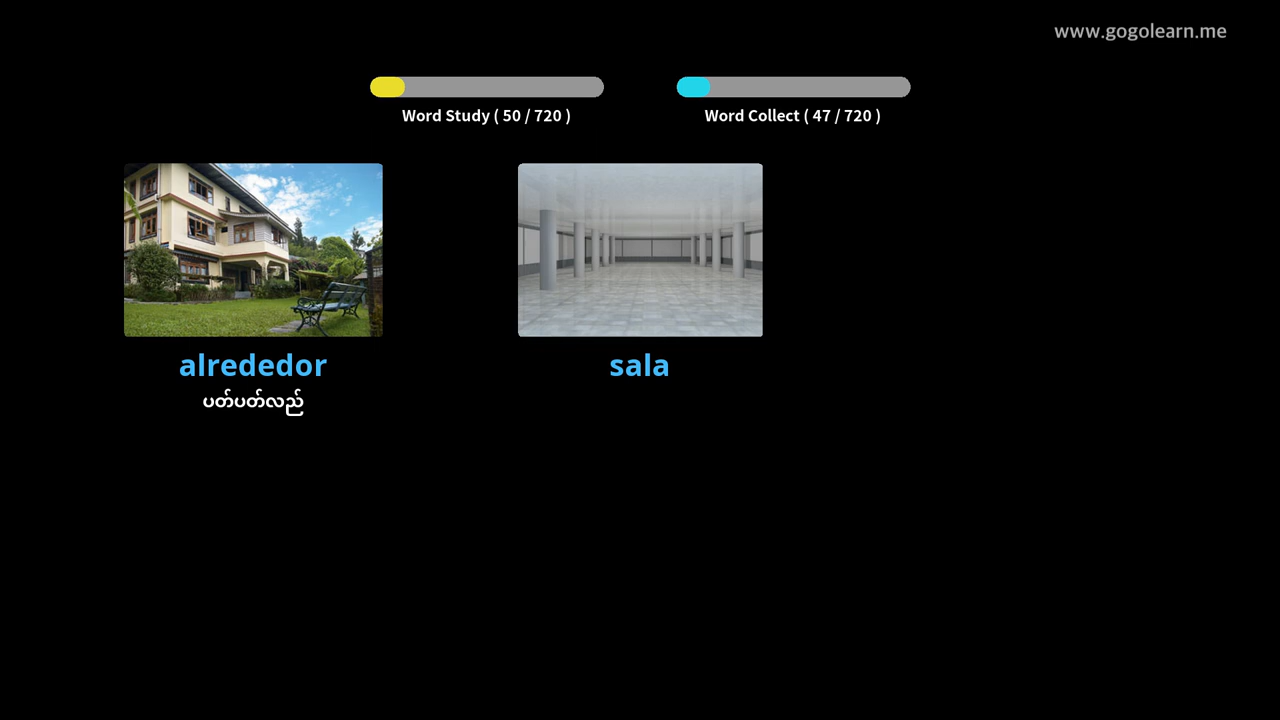 www.gogolearn.me
Word Study ( 50 / 720 )
Word Collect ( 47 / 720 )
alrededor
sala
ပတ်ပတ်လည်